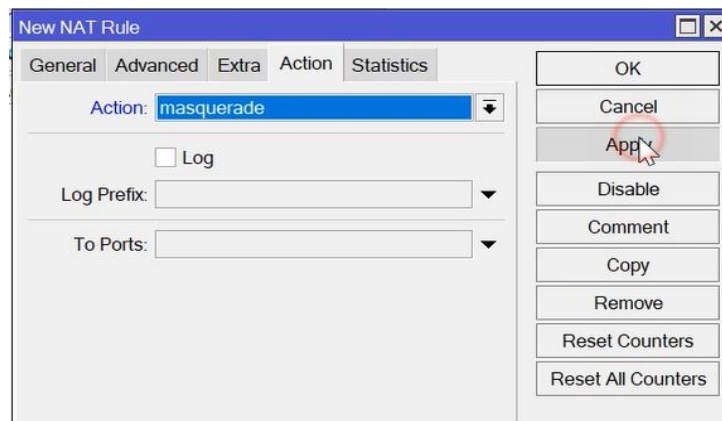 New NAT Rule
General Advanced Extra Action Statistics
Action: masquerade
Log
Log Prefix:
To Ports:
OK
Cancel
Apply
Disable
Comment
Copy
Remove
Reset Counters
Reset All Counters